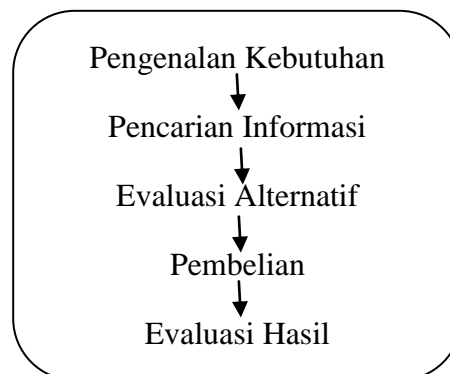 Pengenalan Kebutuhan
Pencarian Informasi
Evaluasi Alternatif
Pembelian
Evaluasi Hasil